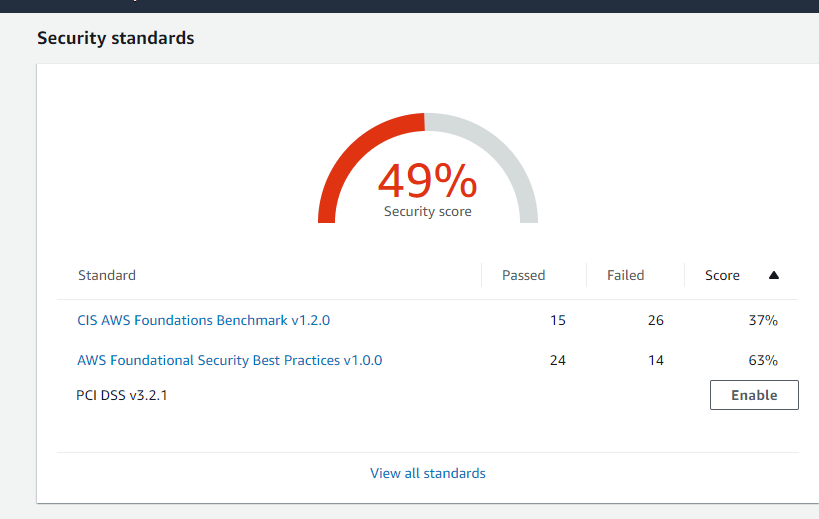 Security standards
49%
Security score
Standard Passed Failed Score
CIS AWS Foundations Benchmark v1.2.0 15 26 37%
AWS Foundational Security Best Practices v1.0.0 24 14 63%
PCI DSS v3.2.1 Enable
View all standards